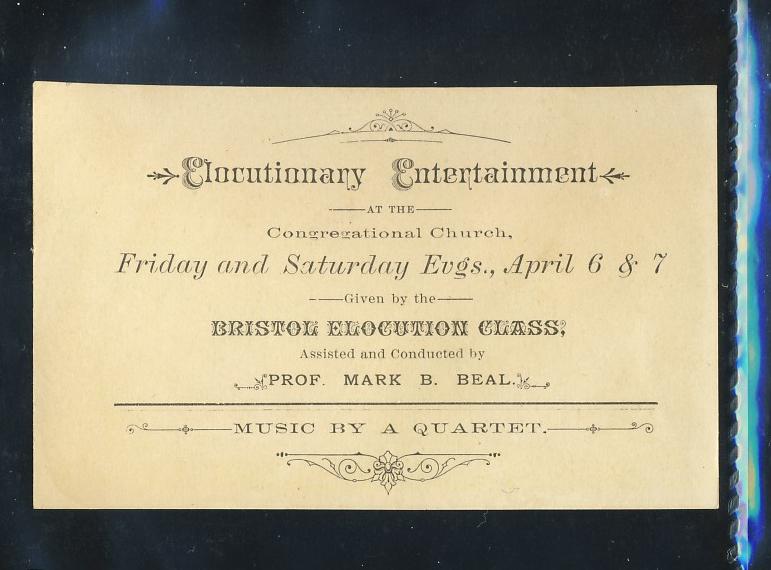 Elocutionary Entertainment
AT THE
Congregational Church,
Friday and Saturday Evgs., April 6 & 7
Given by the
BRISTOL ELOCUTION CLASS,
Assisted and Conducted by
PROF. MARK B. BEAL.
MUSIC BY A QUARTET.